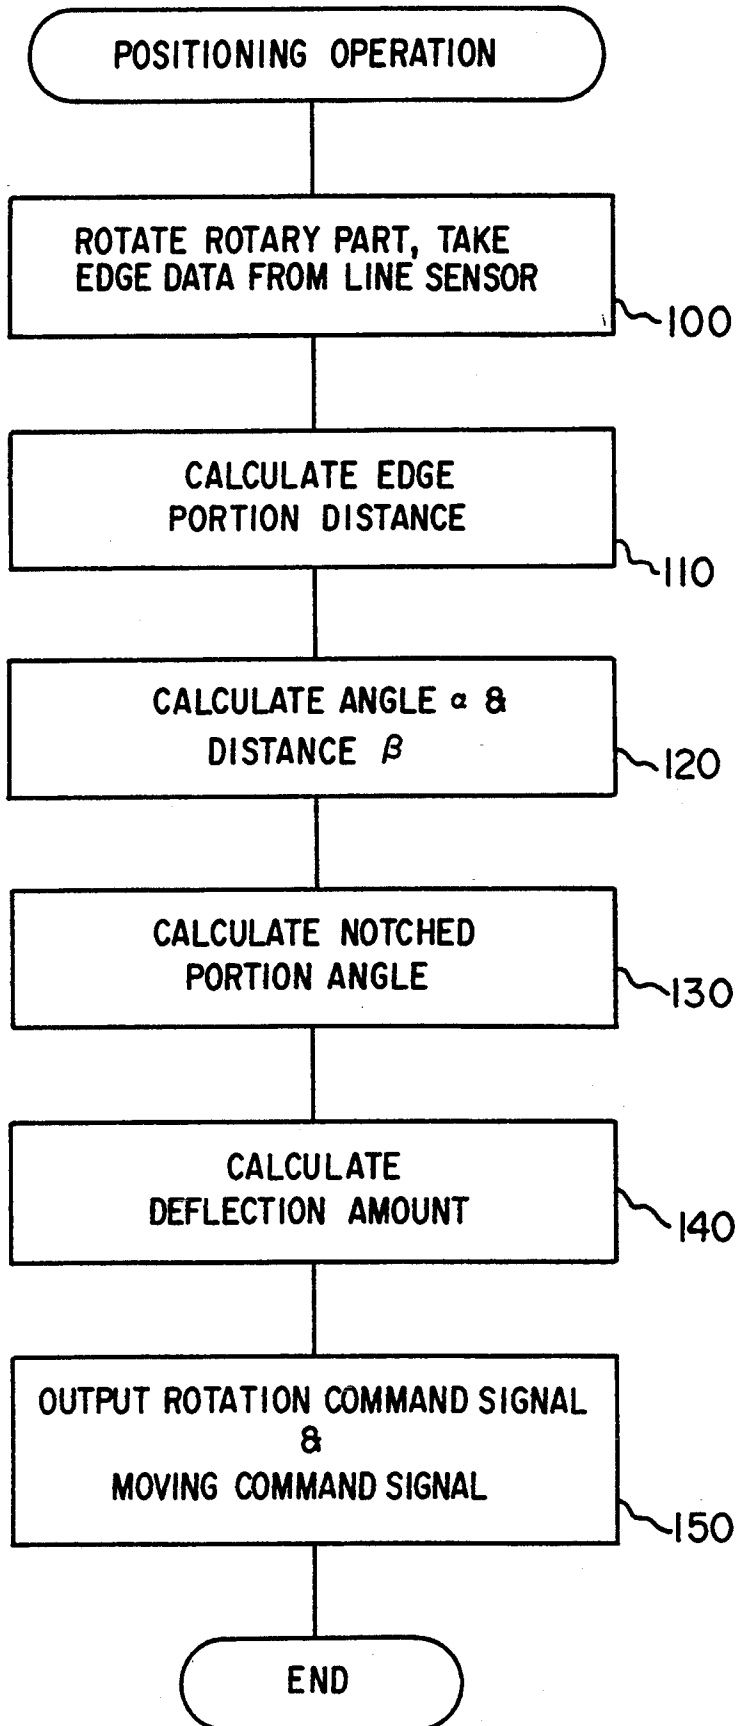 POSITIONING OPERATION
ROTATE ROTARY PART, TAKE
EDGE DATA FROM LINE SENSOR
100
CALCULATE EDGE
PORTION DISTANCE
110
CALCULATE ANGLE α &
DISTANCE β
120
CALCULATE NOTCHED
PORTION ANGLE
130
CALCULATE
DEFLECTION AMOUNT
140
OUTPUT ROTATION COMMAND SIGNAL
&
MOVING COMMAND SIGNAL
150
END